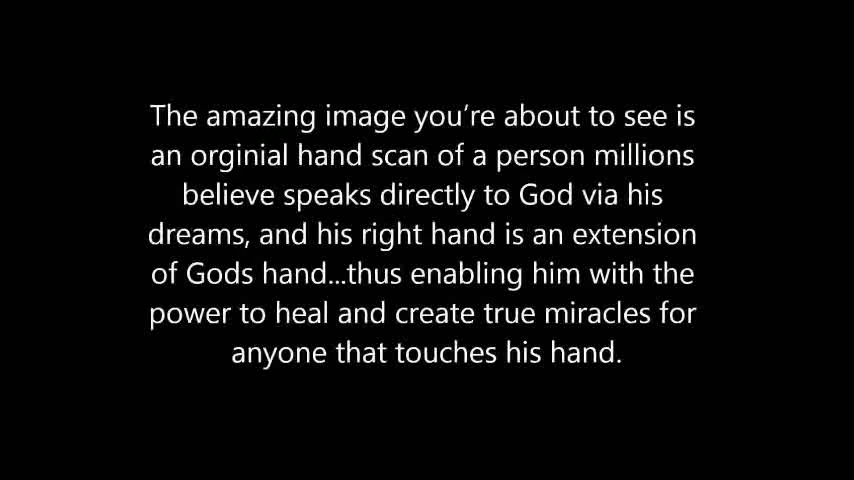 The amazing image you’re about to see is
an orginial hand scan of a person millions
believe speaks directly to God via his
dreams, and his right hand is an extension
of Gods hand...thus enabling him with the
power to heal and create true miracles for
anyone that touches his hand.